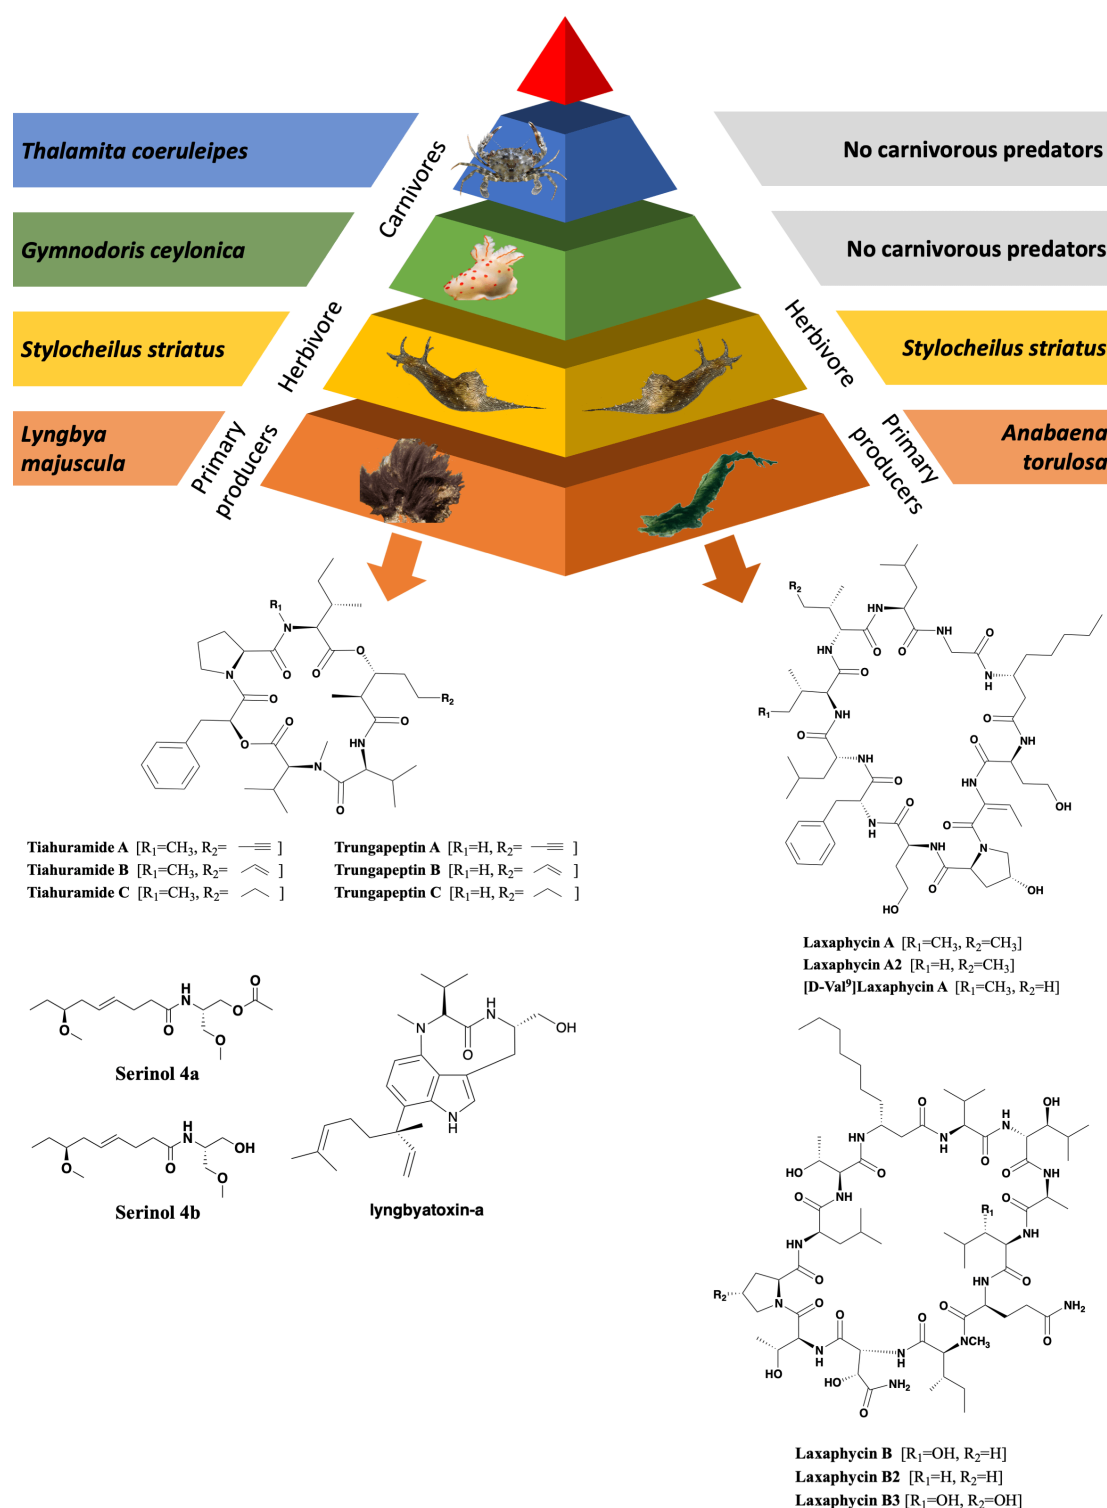 Thalamita coeruleipes
Carnivores
No carnivorous predators
Gymnodoris ceylonica
No carnivorous predators
Stylocheilus striatus
Herbivore
Herbivore
Stylocheilus striatus
Lyngbya
majuscula
Primary
producers
Primary
producers
Anabaena
torulosa
Tiahuramide A [R1=CH3, R2= ]
Tiahuramide B [R1=CH3, R2= ]
Tiahuramide C [R1=CH3, R2= ]
Trungapeptin A [R1=H, R2= ]
Trungapeptin B [R1=H, R2= ]
Trungapeptin C [R1=H, R2= ]
Laxaphycin A [R1=CH3, R2=CH3]
Laxaphycin A2 [R1=H, R2=CH3]
[D-Val9]Laxaphycin A [R1=CH3, R2=H]
Serinol 4a
Serinol 4b
lyngbyatoxin-a
Laxaphycin B [R1=OH, R2=H]
Laxaphycin B2 [R1=H, R2=H]
Laxaphycin B3 [R1=OH, R2=OH]